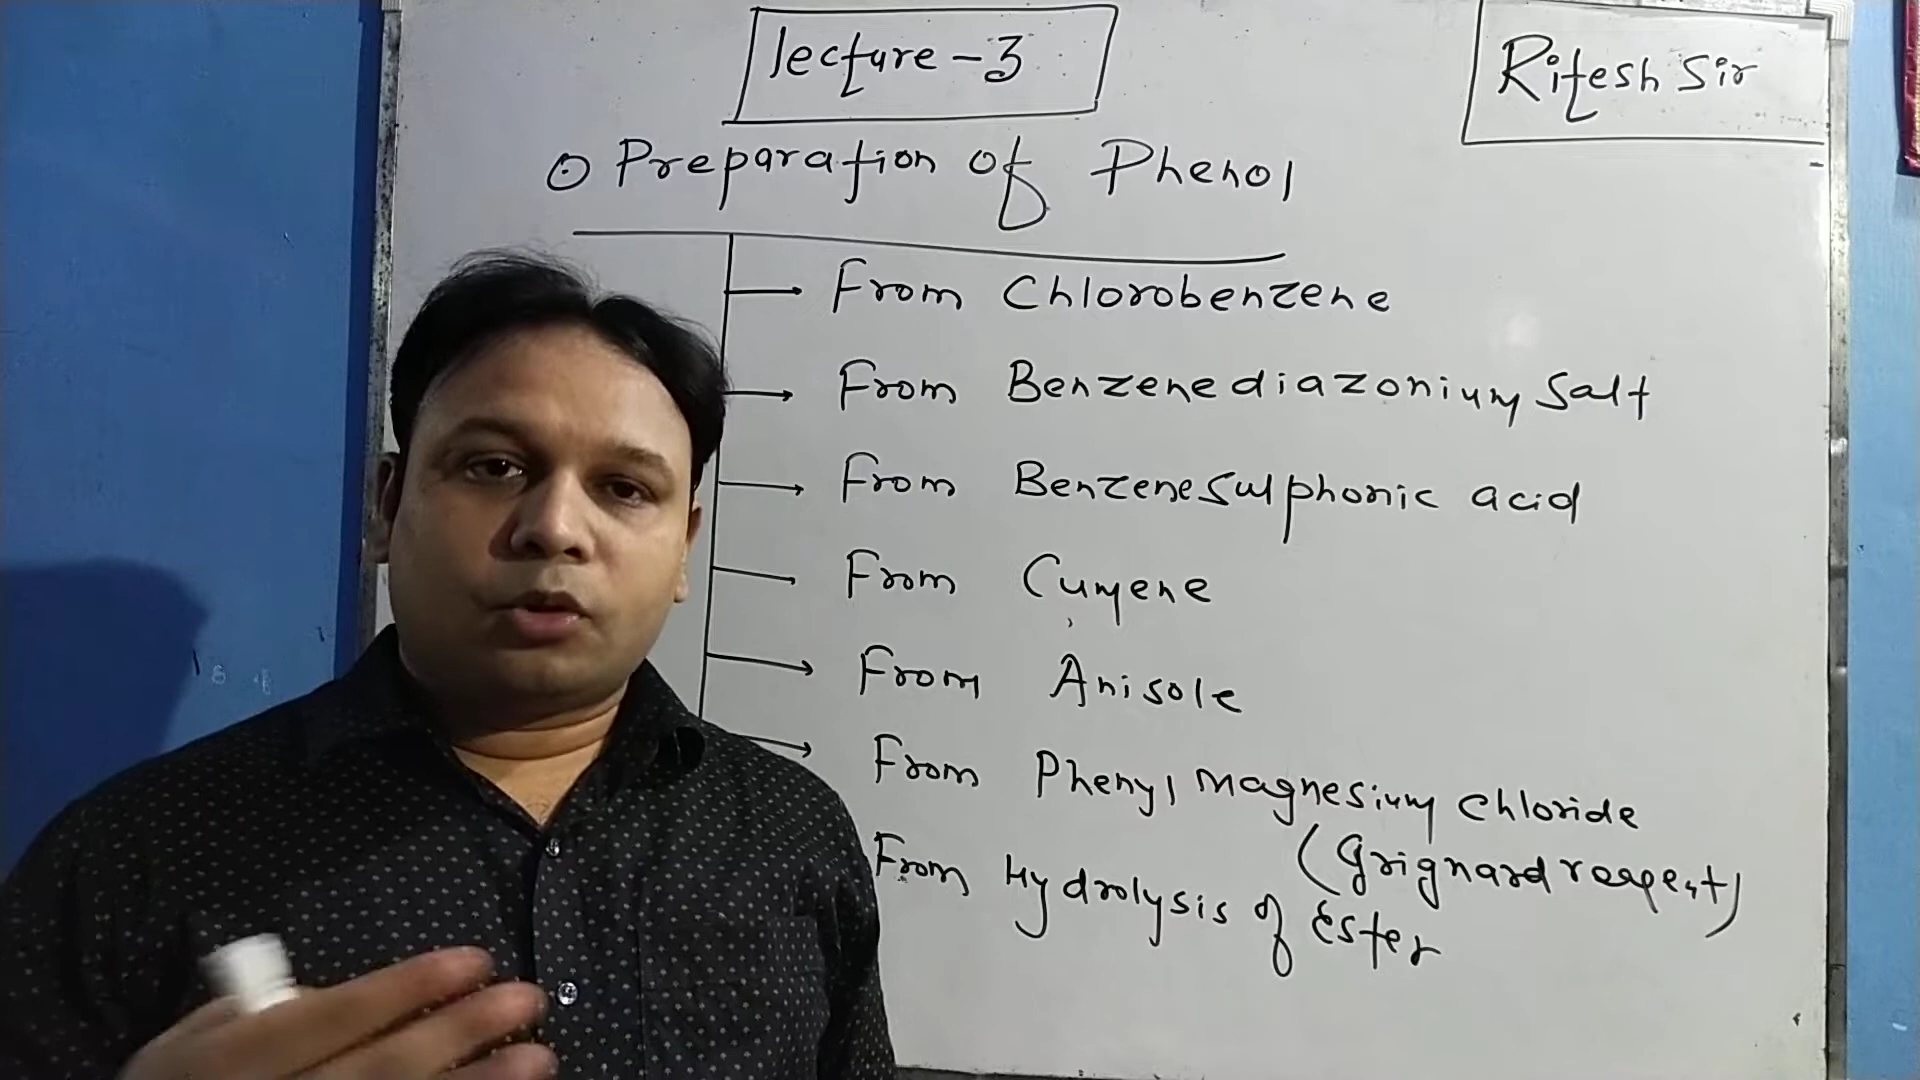 lecture-3
Ritesh Sir
Preparation of Phenol
From Chlorobenzene
From Benzenediazonium Salt
From Benzenesulphonic acid
From Cumene
From Anisole
From Phenyl magnesium chloride
(Grignard reagent)
From Hydrolysis of Ester